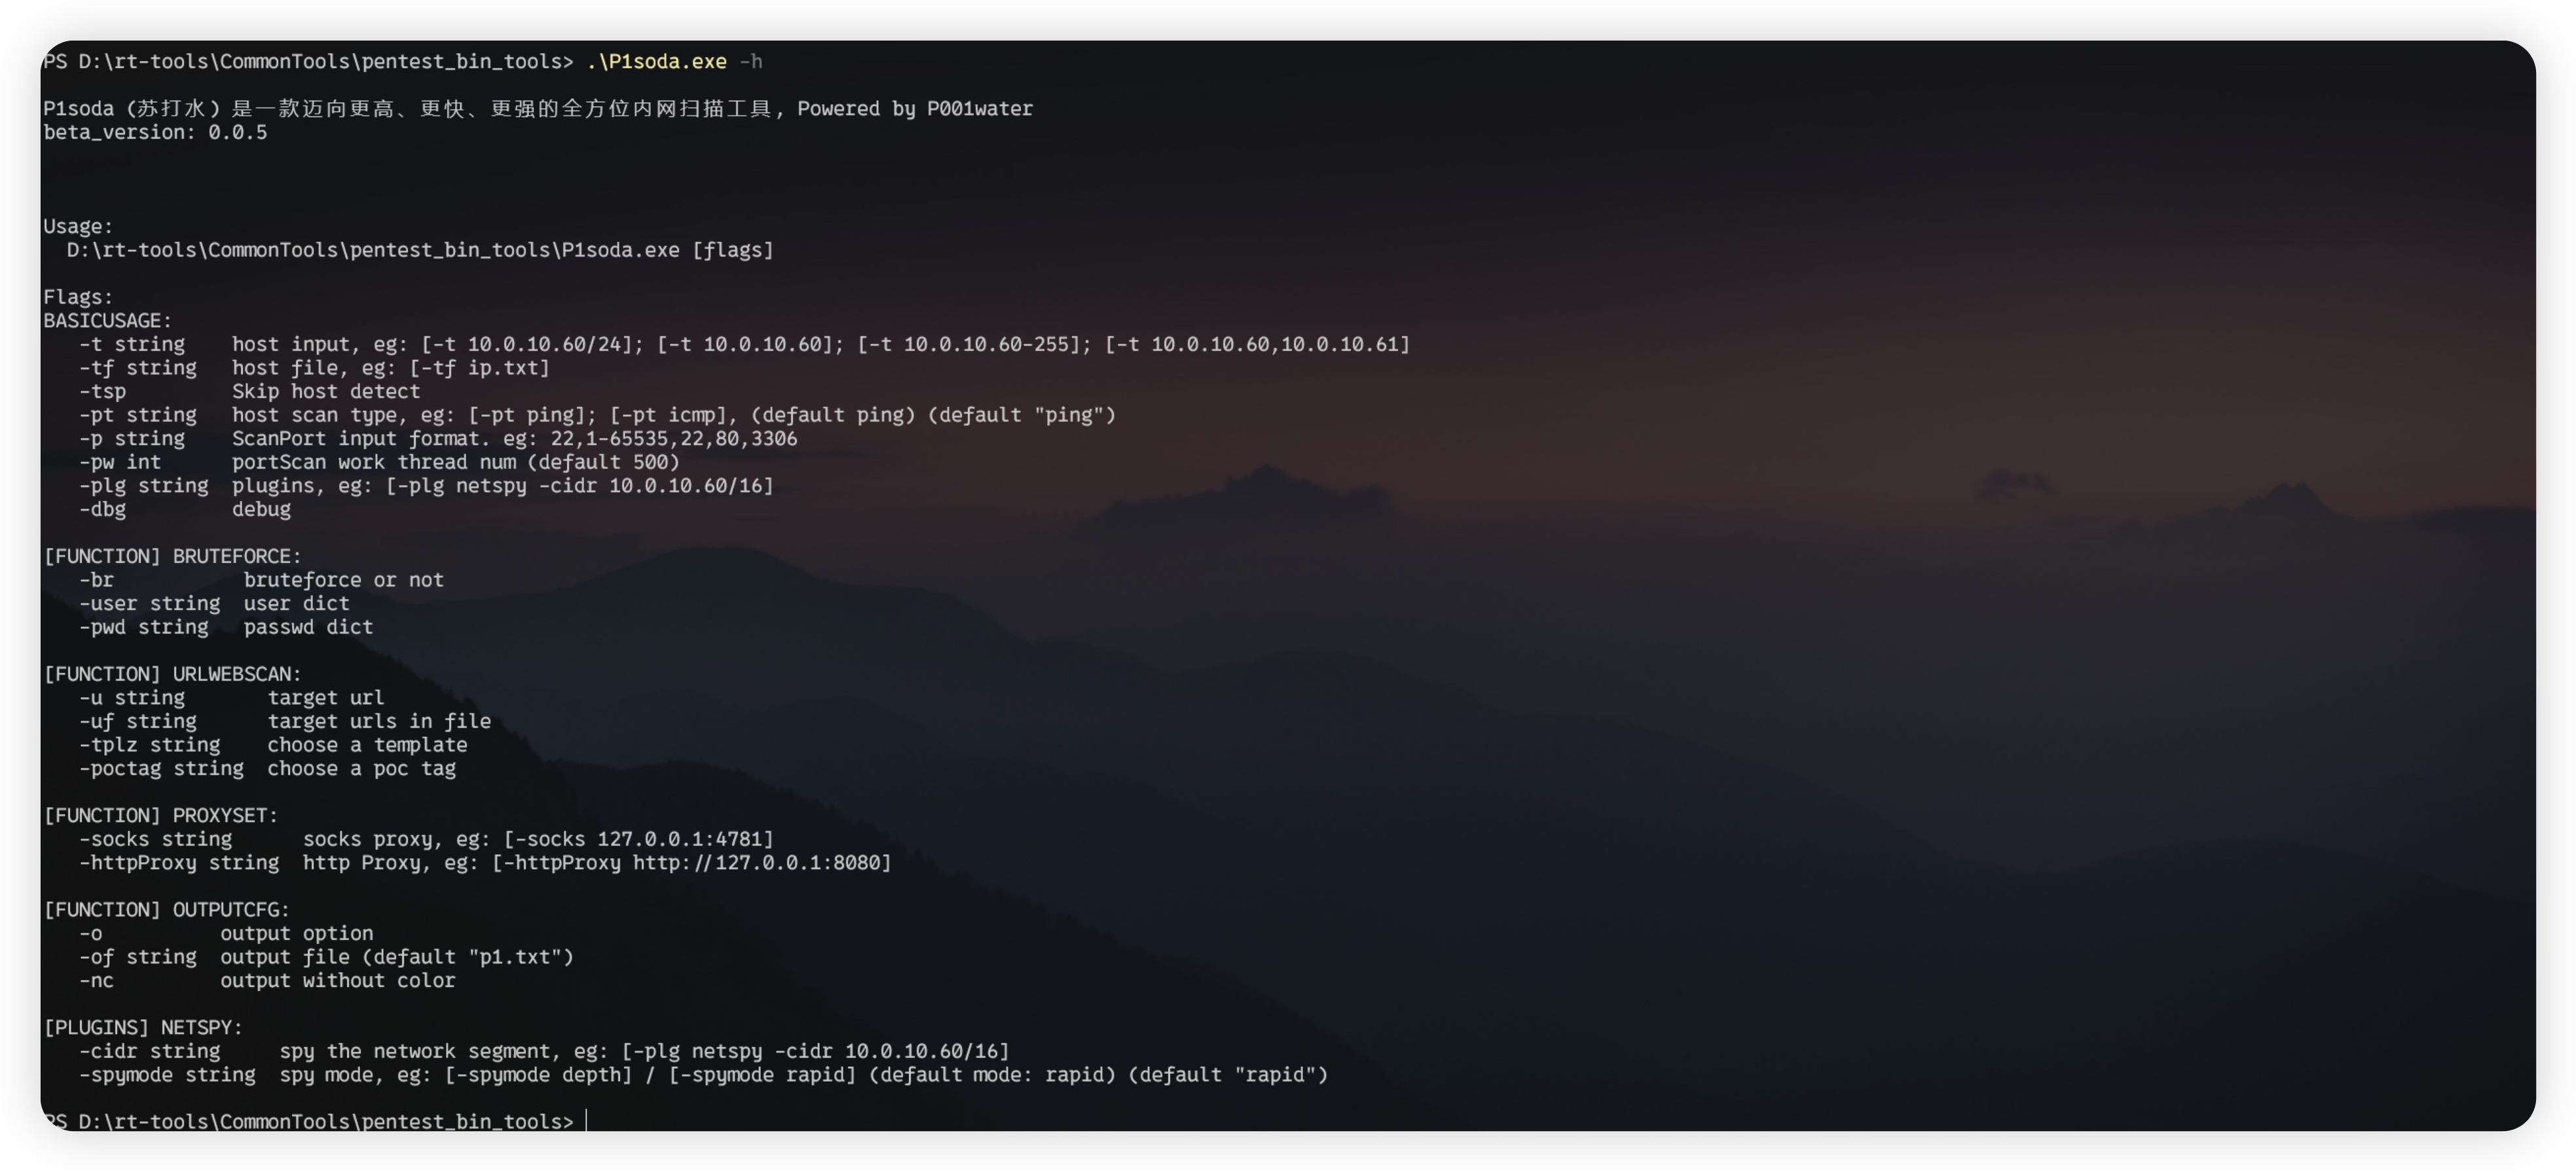 PS D:\rt-tools\CommonTools\pentest_bin_tools> .\P1soda.exe -h
P1soda (苏打水) 是一款迈向更高、更快、更强的全方位内网扫描工具, Powered by P001water
beta_version: 0.0.5
Usage:
  D:\rt-tools\CommonTools\pentest_bin_tools\P1soda.exe [flags]
Flags:
BASICUSAGE:
   -t string    host input, eg: [-t 10.0.10.60/24]; [-t 10.0.10.60]; [-t 10.0.10.60-255]; [-t 10.0.10.60,10.0.10.61]
   -tf string   host file, eg: [-tf ip.txt]
   -tsp         Skip host detect
   -pt string   host scan type, eg: [-pt ping]; [-pt icmp], (default ping) (default "ping")
   -p string    ScanPort input format. eg: 22,1-65535,22,80,3306
   -pw int      portScan work thread num (default 500)
   -plg string  plugins, eg: [-plg netspy -cidr 10.0.10.60/16]
   -dbg         debug
[FUNCTION] BRUTEFORCE:
   -br           bruteforce or not
   -user string  user dict
   -pwd string   passwd dict
[FUNCTION] URLWEBSCAN:
   -u string       target url
   -uf string      target urls in file
   -tplz string    choose a template
   -poctag string  choose a poc tag
[FUNCTION] PROXYSET:
   -socks string      socks proxy, eg: [-socks 127.0.0.1:4781]
   -httpProxy string  http Proxy, eg: [-httpProxy http://127.0.0.1:8080]
[FUNCTION] OUTPUTCFG:
   -o          output option
   -of string  output file (default "p1.txt")
   -nc         output without color
[PLUGINS] NETSPY:
   -cidr string     spy the network segment, eg: [-plg netspy -cidr 10.0.10.60/16]
   -spymode string  spy mode, eg: [-spymode depth] / [-spymode rapid] (default mode: rapid) (default "rapid")
PS D:\rt-tools\CommonTools\pentest_bin_tools>